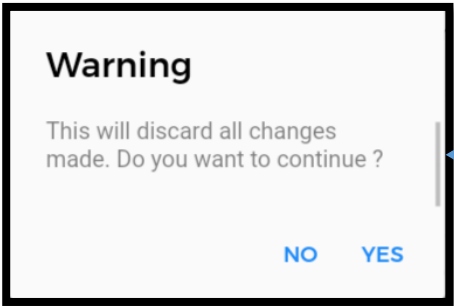 Warning
This will discard all changes
made. Do you want to continue ?
NO YES